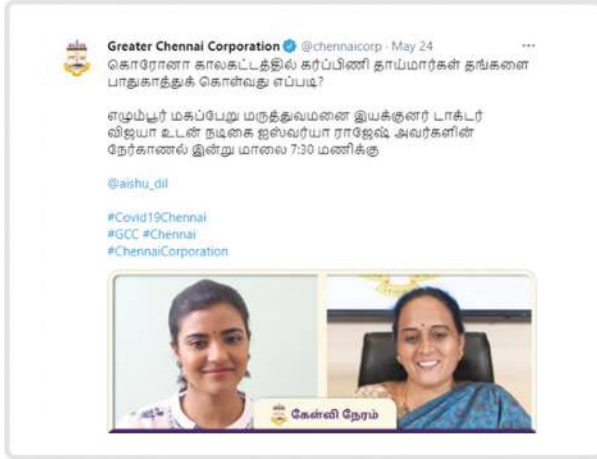 Greater Chennai Corporation @chennaicorp · May 24
கொரோனா காலகட்டத்தில் கர்ப்பிணி தாய்மார்கள் தங்களை
பாதுகாத்துக் கொள்வது எப்படி?
எழும்பூர் மகப்பேறு மருத்துவமனை இயக்குனர் டாக்டர்
விஜயா உடன் நடிகை ஐஸ்வர்யா ராஜேஷ் அவர்களின்
நேர்காணல் இன்று மாலை 7:30 மணிக்கு
@aishu_dil
#Covid19Chennai
#GCC #Chennai
#ChennaiCorporation
கேள்வி நேரம்